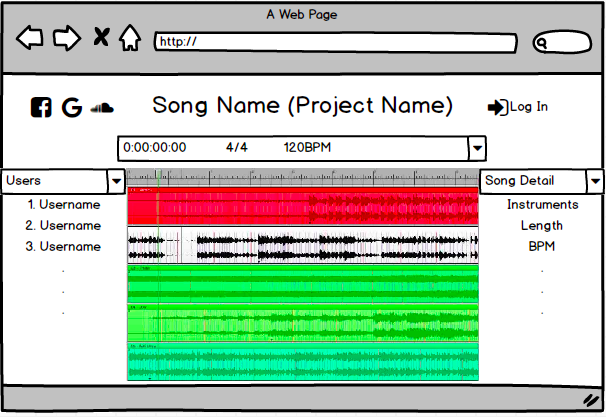 A Web Page
http://
Song Name (Project Name)
Log In
0:00:00:00 4/4 120BPM
Users
Song Detail
1. Username
Instruments
2. Username
Length
3. Username
BPM